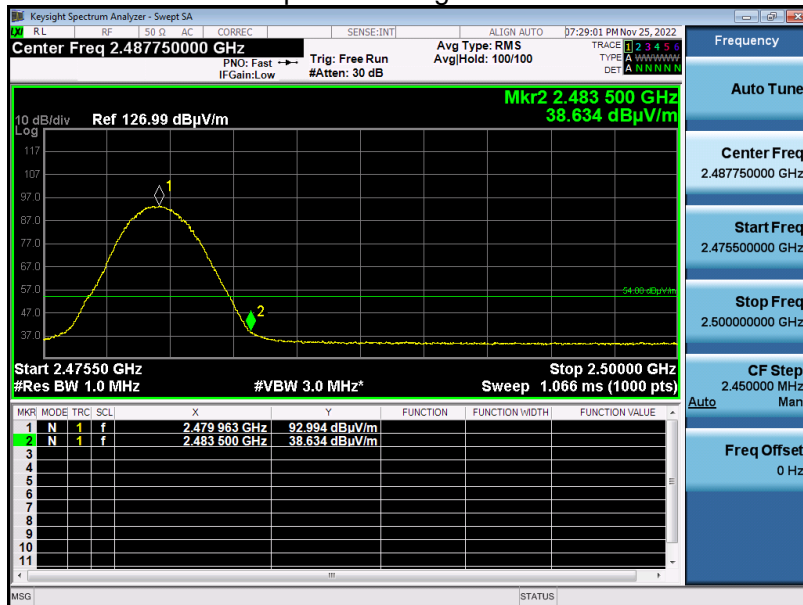 Keysight Spectrum Analyzer - Swept SA
LXI RL RF 50 Ω AC CORREC SENSE:INT ALIGN AUTO 07:29:01 PM Nov 25, 2022
Center Freq 2.487750000 GHz
PNO: Fast
IFGain:Low
Trig: Free Run
#Atten: 30 dB
Avg Type: RMS
Avg|Hold: 100/100
TRACE 1 2 3 4 5 6
TYPE A WWWWW
DET A N N N N N
Mkr2 2.483 500 GHz
38.634 dBµV/m
10 dB/div Ref 126.99 dBµV/m
Log
117
107
97.0
87.0
77.0
67.0
57.0
47.0
37.0
1
2
54.00 dBµV/m
Start 2.47550 GHz Stop 2.50000 GHz
#Res BW 1.0 MHz #VBW 3.0 MHz* Sweep 1.066 ms (1000 pts)
MKR MODE TRC SCL X Y FUNCTION FUNCTION WIDTH FUNCTION VALUE
1 N 1 f 2.479 963 GHz 92.994 dBµV/m
2 N 1 f 2.483 500 GHz 38.634 dBµV/m
3
4
5
6
7
8
9
10
11
MSG STATUS
Frequency
Auto Tune
Center Freq
2.487750000 GHz
Start Freq
2.475500000 GHz
Stop Freq
2.500000000 GHz
CF Step
2.450000 MHz
Auto Man
Freq Offset
0 Hz